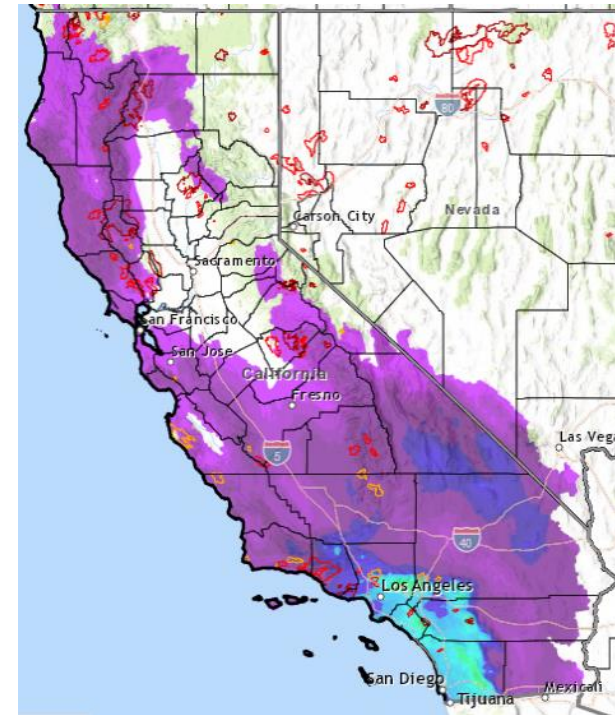 80
Nevada
Carson City
Sacramento
San Francisco
San Jose
California
Fresno
Las Vega
5
40
Los Angeles
San Diego
Mexicali
Tijuana